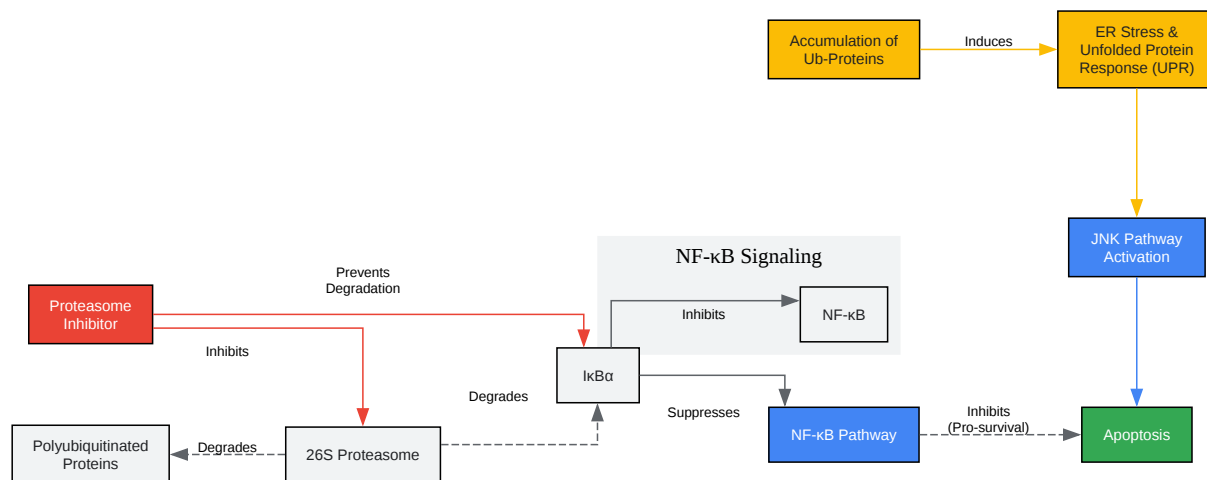 Accumulation of
Ub-Proteins
Induces
ER Stress &
Unfolded Protein
Response (UPR)
JNK Pathway
Activation
NF-κB Signaling
Prevents
Degradation
Proteasome
Inhibitor
Inhibits
NF-κB
Inhibits
IκBα
Degrades
Suppresses
NF-κB Pathway
Inhibits
(Pro-survival)
Apoptosis
Polyubiquitinated
Proteins
Degrades
26S Proteasome